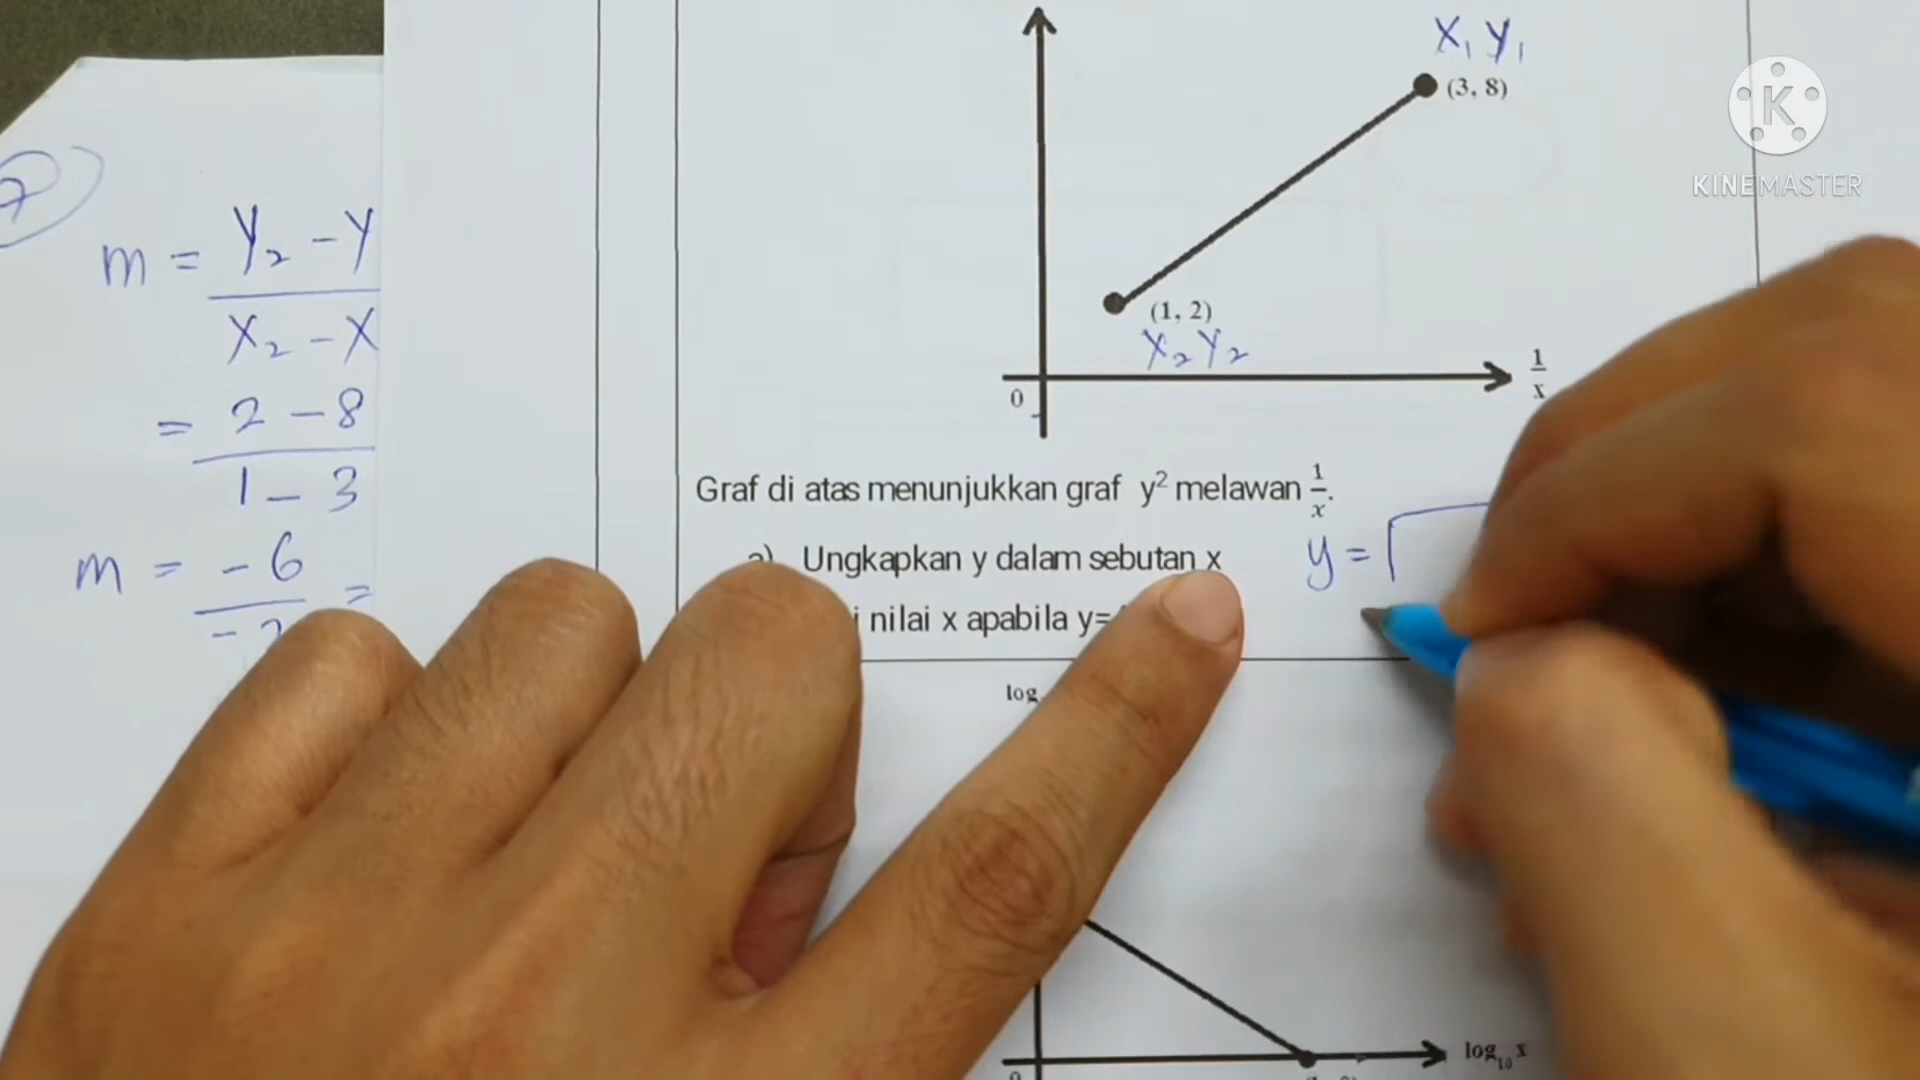 7
m = Y₂ - Y
X₂ - X
= 2 - 8
1 - 3
m = - 6 =
X₁ Y₁
(3, 8)
(1, 2)
X₂ Y₂
0
1
x
KINEMASTER
Graf di atas menunjukkan graf y² melawan 1/x.
Ungkapkan y dalam sebutan x
y = √
nilai x apabila y=
log
log₁₀ x